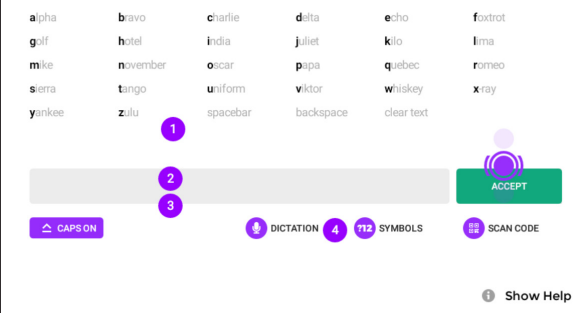 alpha bravo charlie delta echo foxtrot
golf hotel india juliet kilo lima
mike november oscar papa quebec romeo
sierra tango uniform viktor whiskey x-ray
yankee zulu spacebar backspace clear text
1
2 ACCEPT
3
CAPS ON DICTATION 4 ?12 SYMBOLS SCAN CODE
Show Help